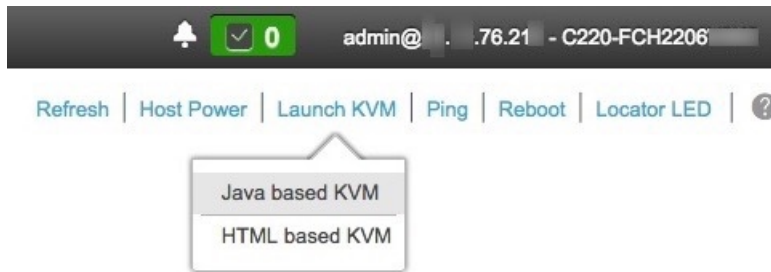 0 admin@ . .76.21 - C220-FCH2206
Refresh | Host Power | Launch KVM | Ping | Reboot | Locator LED | ?
Java based KVM
HTML based KVM